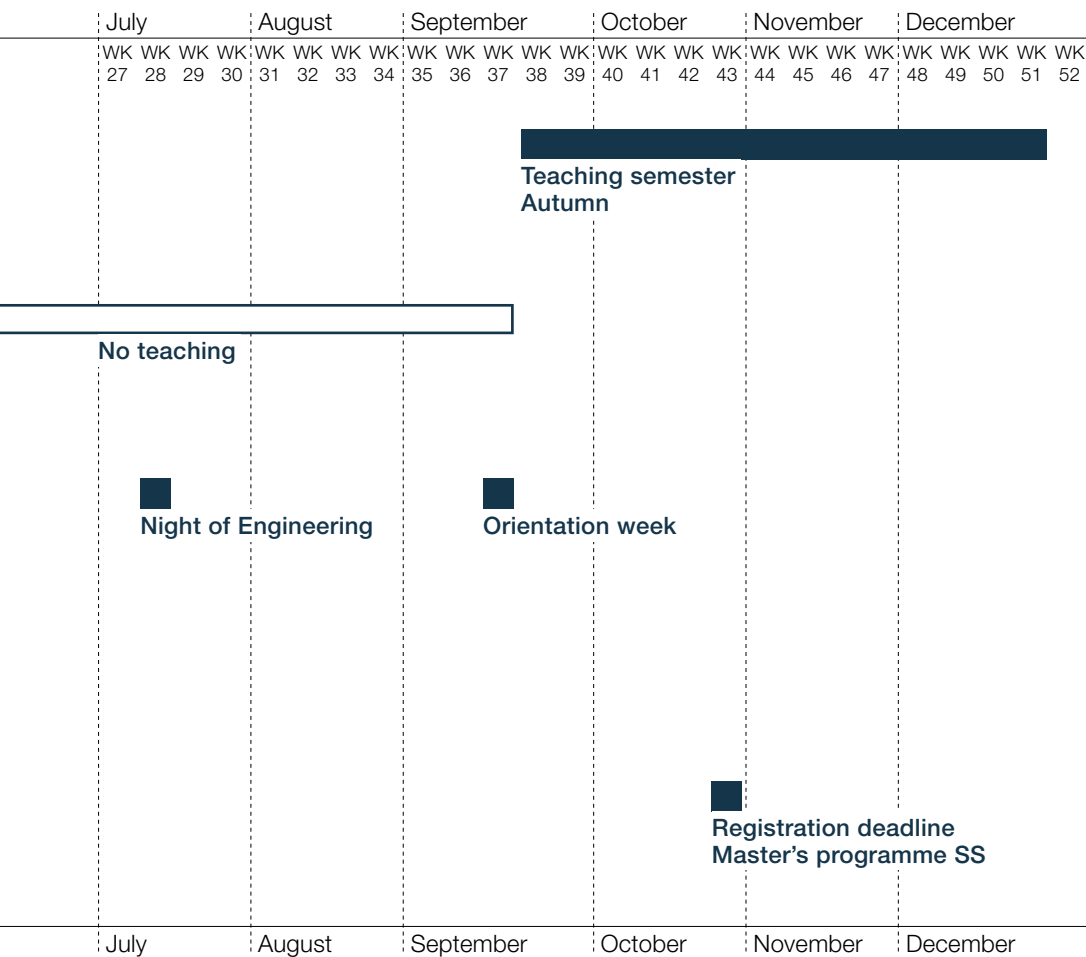 July August September October November December
WK WK WK WK WK WK WK WK WK WK WK WK WK WK WK WK WK WK WK WK WK WK WK WK WK WK
27 28 29 30 31 32 33 34 35 36 37 38 39 40 41 42 43 44 45 46 47 48 49 50 51 52
Teaching semester
Autumn
No teaching
Night of Engineering Orientation week
Registration deadline
Master’s programme SS
July August September October November December